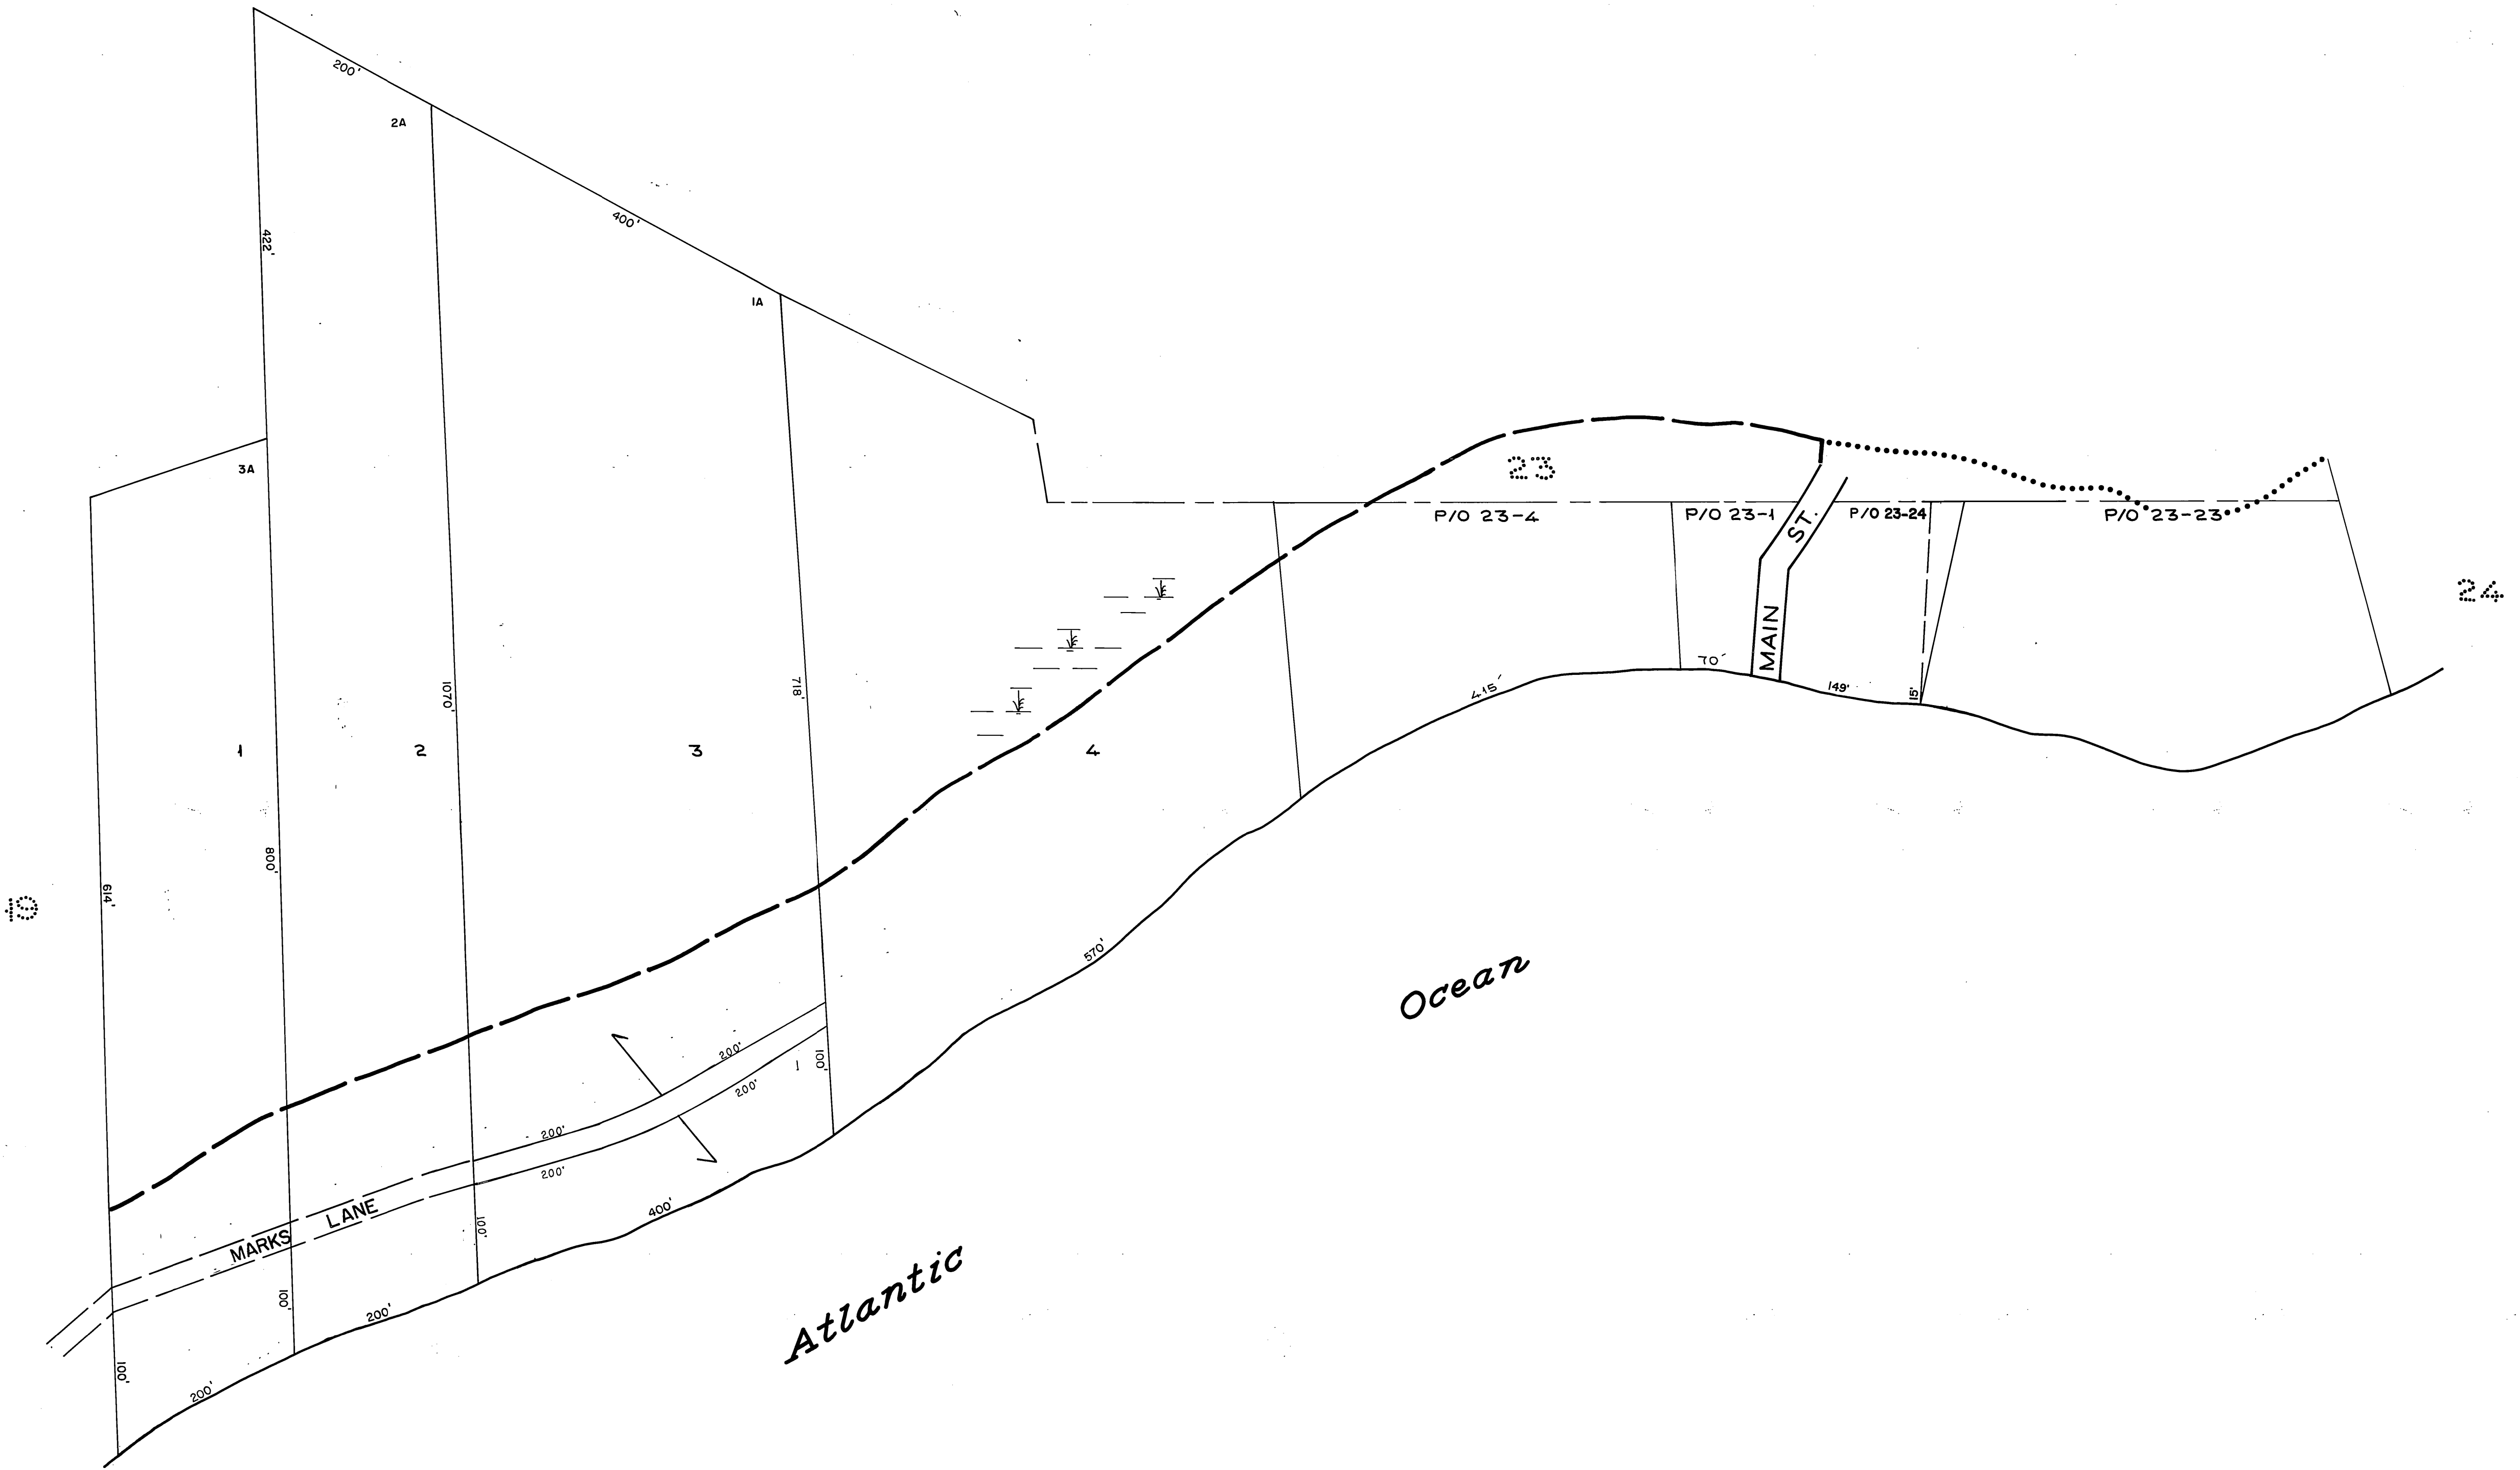 200'
2A
400'
422'
1A
3A
23
P/O 23-4
P/O 23-1
P/O 23-24
P/O 23-23
MAIN ST.
24
70'
415'
149'
15'
1070'
718'
1
2
3
4
800'
614'
19
570'
Ocean
200'
100'
1
200'
200'
200'
400'
100'
MARKS LANE
Atlantic
100'
200'
100'
200'